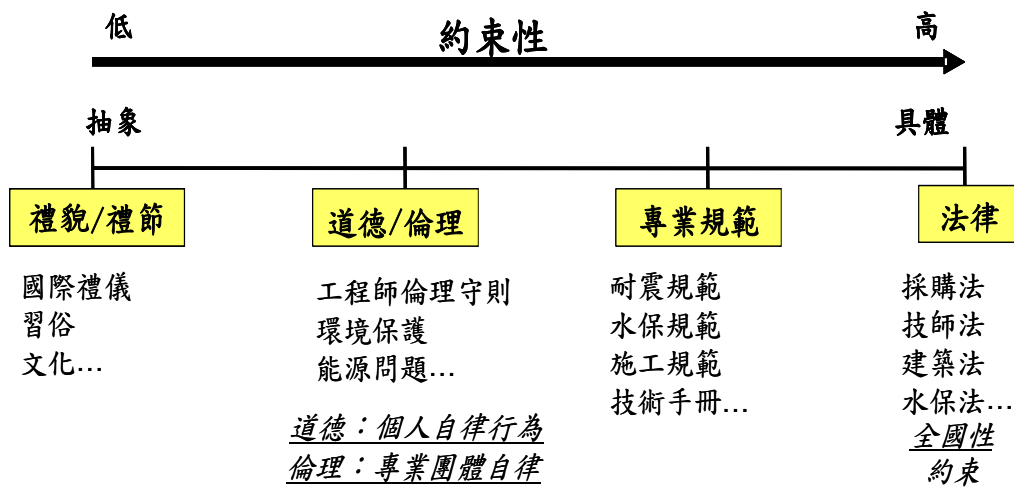 低
約束性
高
抽象
具體
禮貌/禮節
道德/倫理
專業規範
法律
國際禮儀
習俗
文化...
工程師倫理守則
環境保護
能源問題...
道德：個人自律行為
倫理：專業團體自律
耐震規範
水保規範
施工規範
技術手冊...
採購法
技師法
建築法
水保法...
全國性
約束